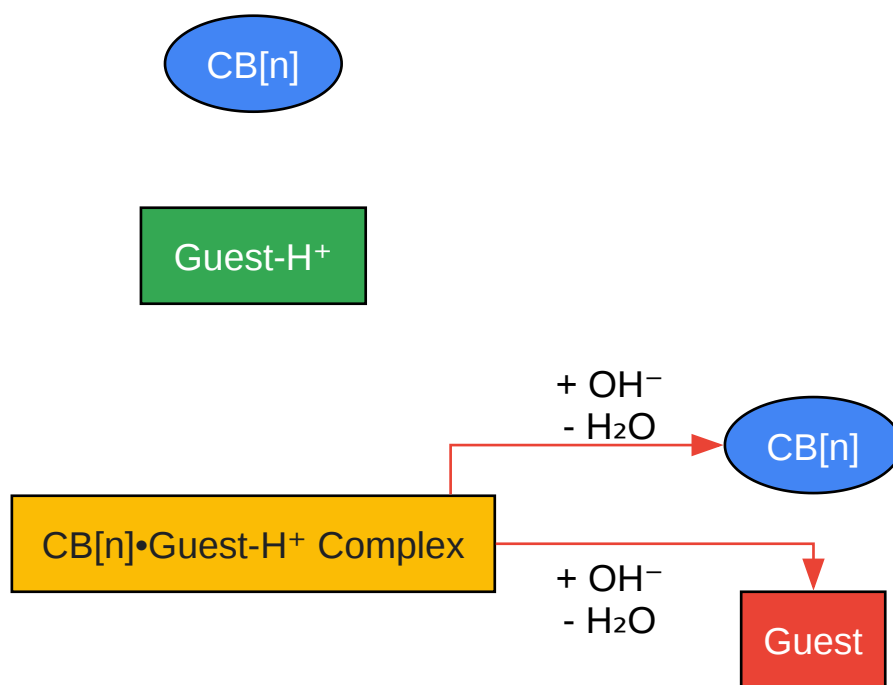 CB[n]
Guest-H⁺
+ OH⁻
- H₂O
CB[n]
CB[n]•Guest-H⁺ Complex
+ OH⁻
- H₂O
Guest